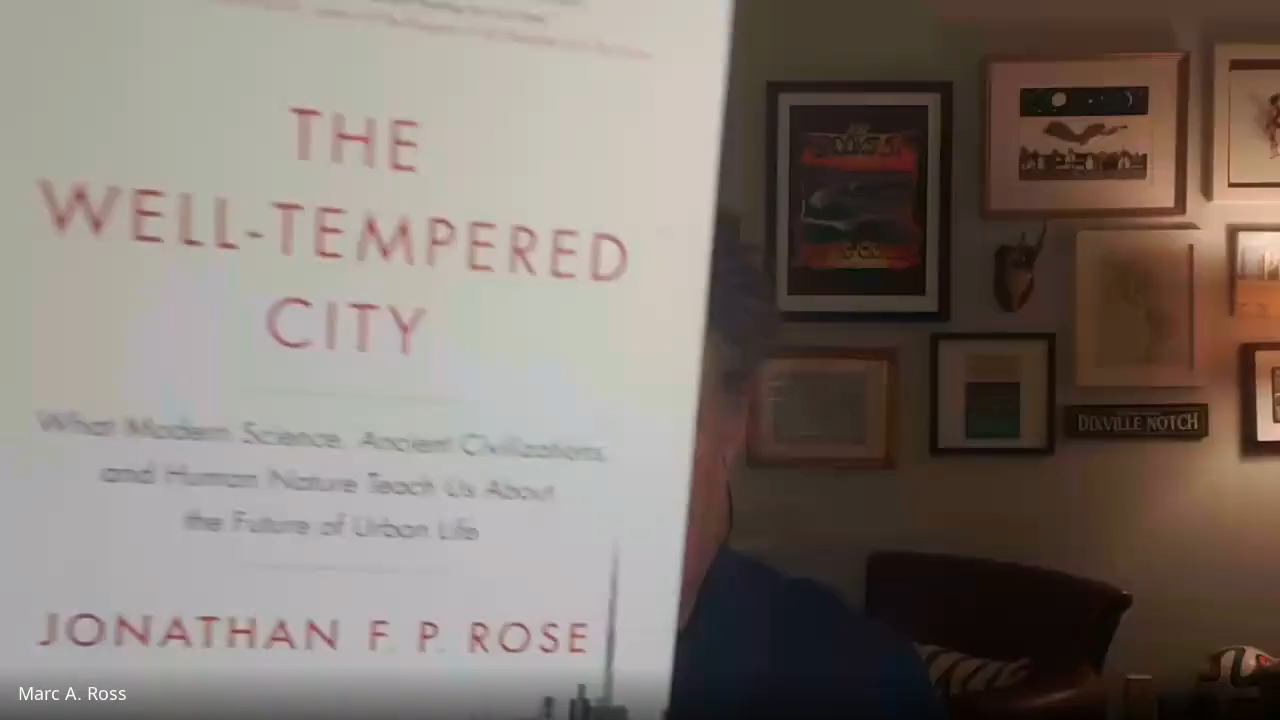 THE
WELL-TEMPERED
CITY
What Modern Science, Ancient Civilizations,
and Human Nature Teach Us About
the Future of Urban Life
JONATHAN F. P. ROSE
DIXVILLE NOTCH
Marc A. Ross